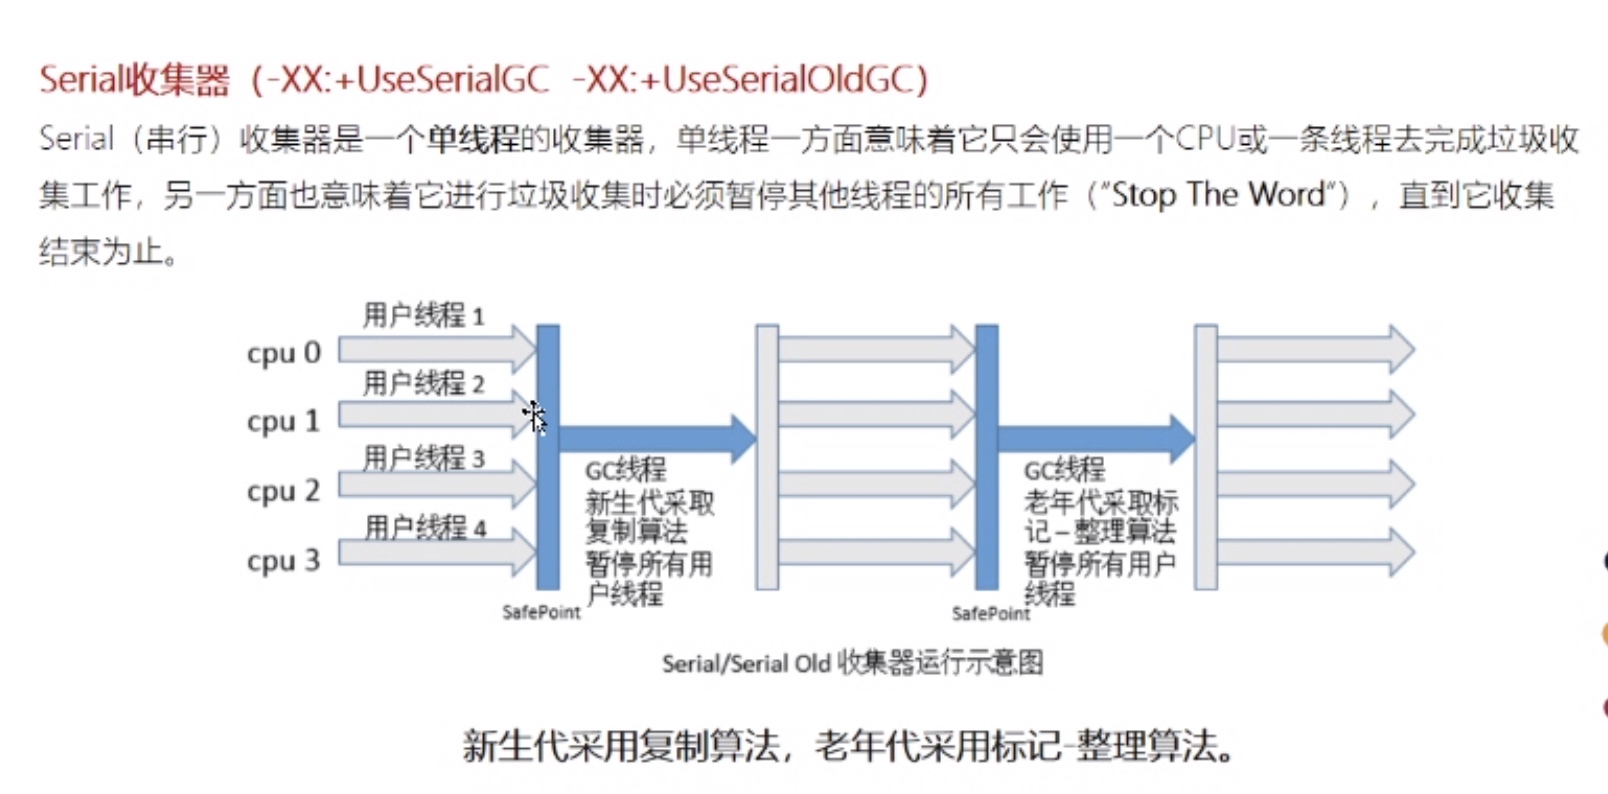 Serial收集器（-XX:+UseSerialGC  -XX:+UseSerialOldGC）
Serial（串行）收集器是一个单线程的收集器，单线程一方面意味着它只会使用一个CPU或一条线程去完成垃圾收
集工作，另一方面也意味着它进行垃圾收集时必须暂停其他线程的所有工作（"Stop The Word"），直到它收集
结束为止。
用户线程 1
cpu 0
用户线程 2
cpu 1
用户线程 3
cpu 2
用户线程 4
cpu 3
GC线程
新生代采取
复制算法
暂停所有用
户线程
SafePoint
GC线程
老年代采取标
记-整理算法
暂停所有用户
线程
SafePoint
Serial/Serial Old 收集器运行示意图
新生代采用复制算法，老年代采用标记-整理算法。